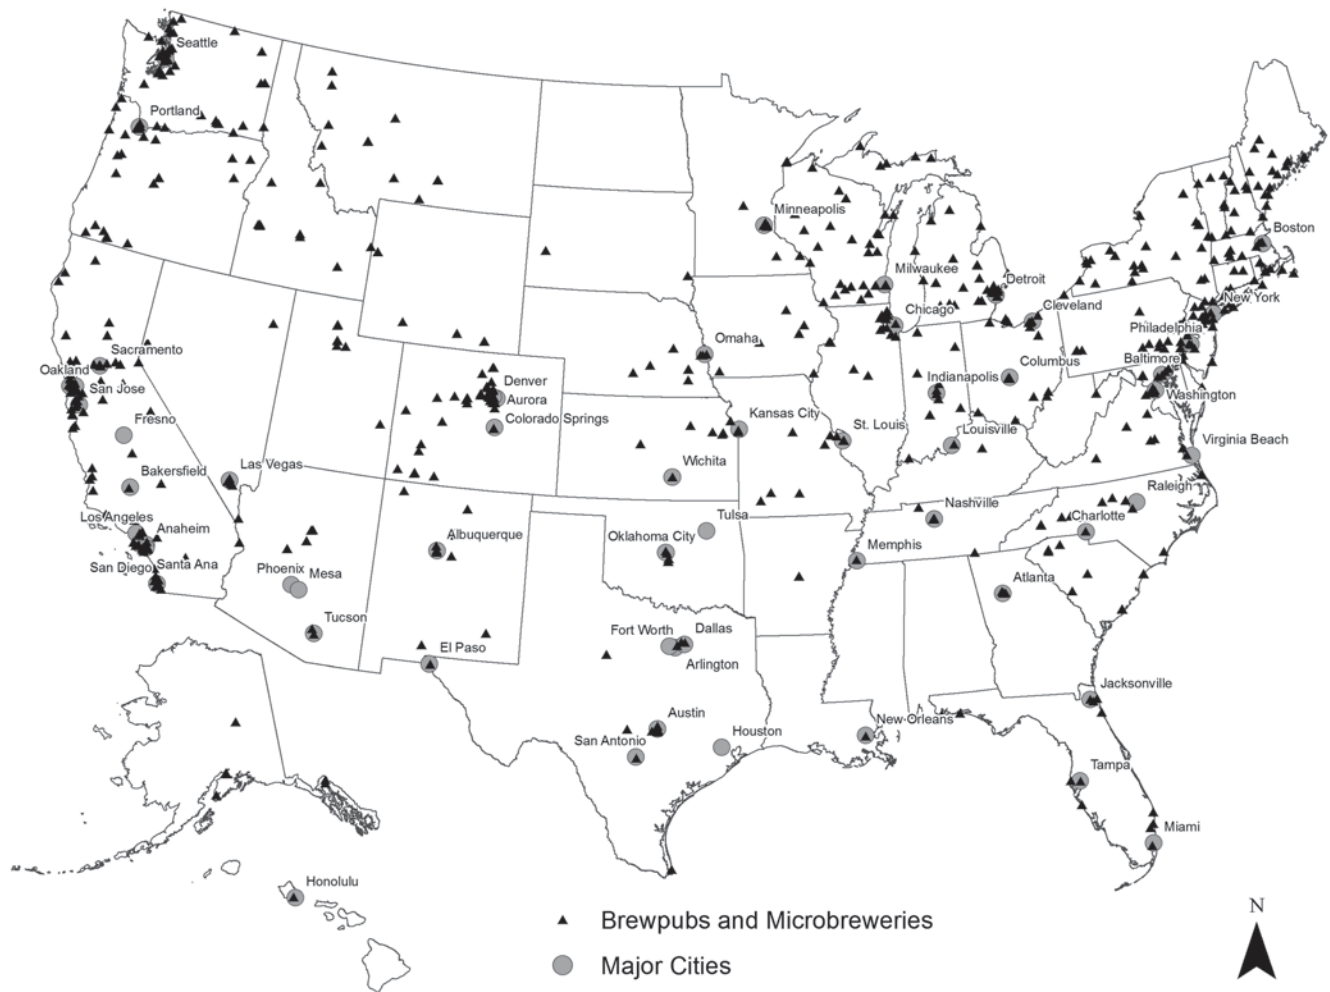 Seattle
Portland
Minneapolis
Boston
Milwaukee
Detroit
New York
Chicago
Cleveland
Philadelphia
Omaha
Sacramento
Baltimore
Columbus
Oakland
Denver
Indianapolis
San Jose
Aurora
Washington
Fresno
Colorado Springs
Kansas City
St. Louis
Louisville
Virginia Beach
Bakersfield
Las Vegas
Wichita
Raleigh
Nashville
Los Angeles
Anaheim
Tulsa
Charlotte
Oklahoma City
Albuquerque
Memphis
San Diego
Santa Ana
Phoenix
Mesa
Atlanta
Tucson
Fort Worth
Dallas
El Paso
Arlington
Jacksonville
Austin
New Orleans
San Antonio
Houston
Tampa
Miami
Honolulu
N
Brewpubs and Microbreweries
Major Cities